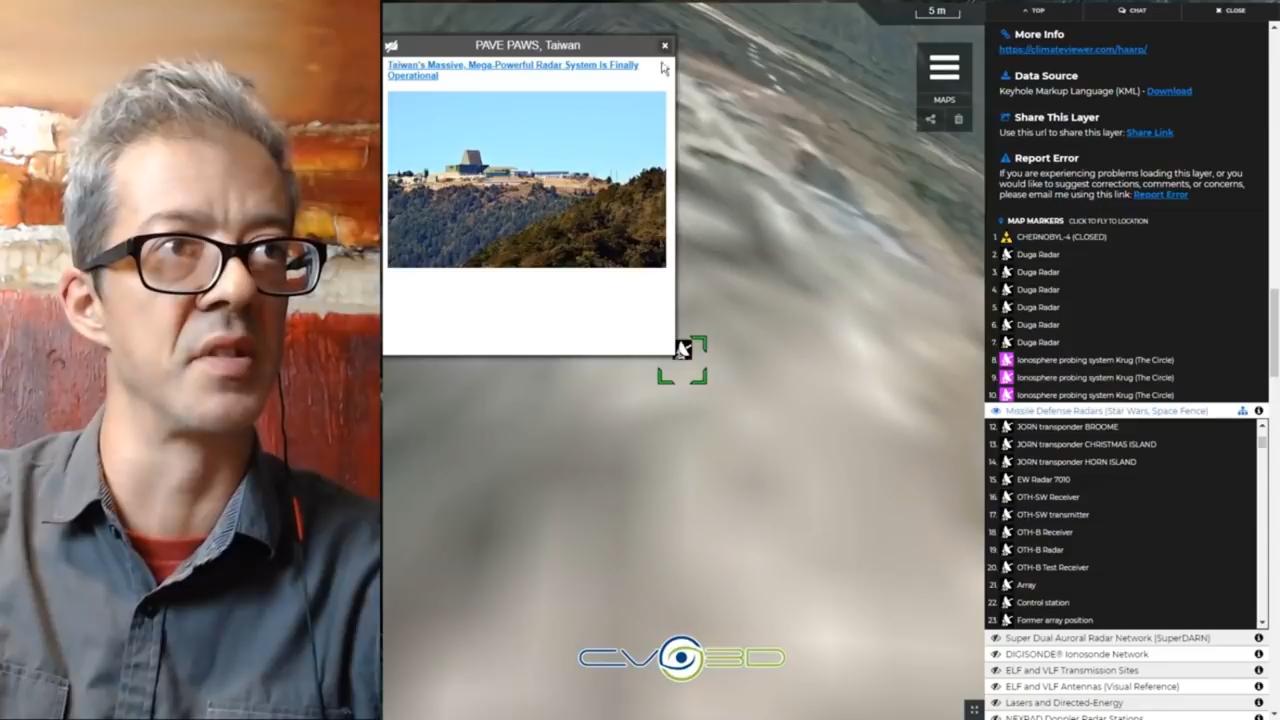 PAVE PAWS, Taiwan
Taiwan's Massive, Mega-Powerful Radar System Is Finally
Operational
5 m
MAPS
CV3D
TOP
CHAT
CLOSE
More Info
https://climateviewer.com/haarp/
Data Source
Keyhole Markup Language (KML) - Download
Share This Layer
Use this url to share this layer: Share Link
Report Error
If you are experiencing problems loading this layer, or you
would like to suggest corrections, comments, or concerns,
please email me using this link: Report Error
MAP MARKERS CLICK TO FLY TO LOCATION
1. CHERNOBYL-4 (CLOSED)
2. Duga Radar
3. Duga Radar
4. Duga Radar
5. Duga Radar
6. Duga Radar
7. Duga Radar
8. Ionosphere probing system Krug (The Circle)
9. Ionosphere probing system Krug (The Circle)
10. Ionosphere probing system Krug (The Circle)
Missile Defense Radars (Star Wars, Space Fence)
12. JORN transponder BROOME
13. JORN transponder CHRISTMAS ISLAND
14. JORN transponder HORN ISLAND
15. EW Radar 7010
16. OTH-SW Receiver
17. OTH-SW transmitter
18. OTH-B Receiver
19. OTH-B Radar
20. OTH-B Test Receiver
21. Array
22. Control station
23. Former array position
Super Dual Auroral Radar Network (SuperDARN)
DIGISONDE® Ionosonde Network
ELF and VLF Transmission Sites
ELF and VLF Antennas (Visual Reference)
Lasers and Directed-Energy
NEXRAD Doppler Radar Stations